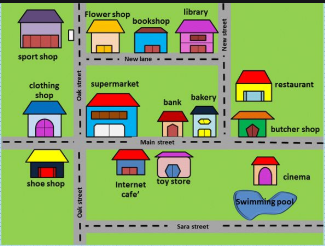 Flower shop
bookshop
library
sport shop
New lane
Oak street
New street
clothing
shop
supermarket
bank
bakery
restaurant
butcher shop
Main street
shoe shop
Internet
cafe'
toy store
cinema
Swimming pool
Oak street
Sara street